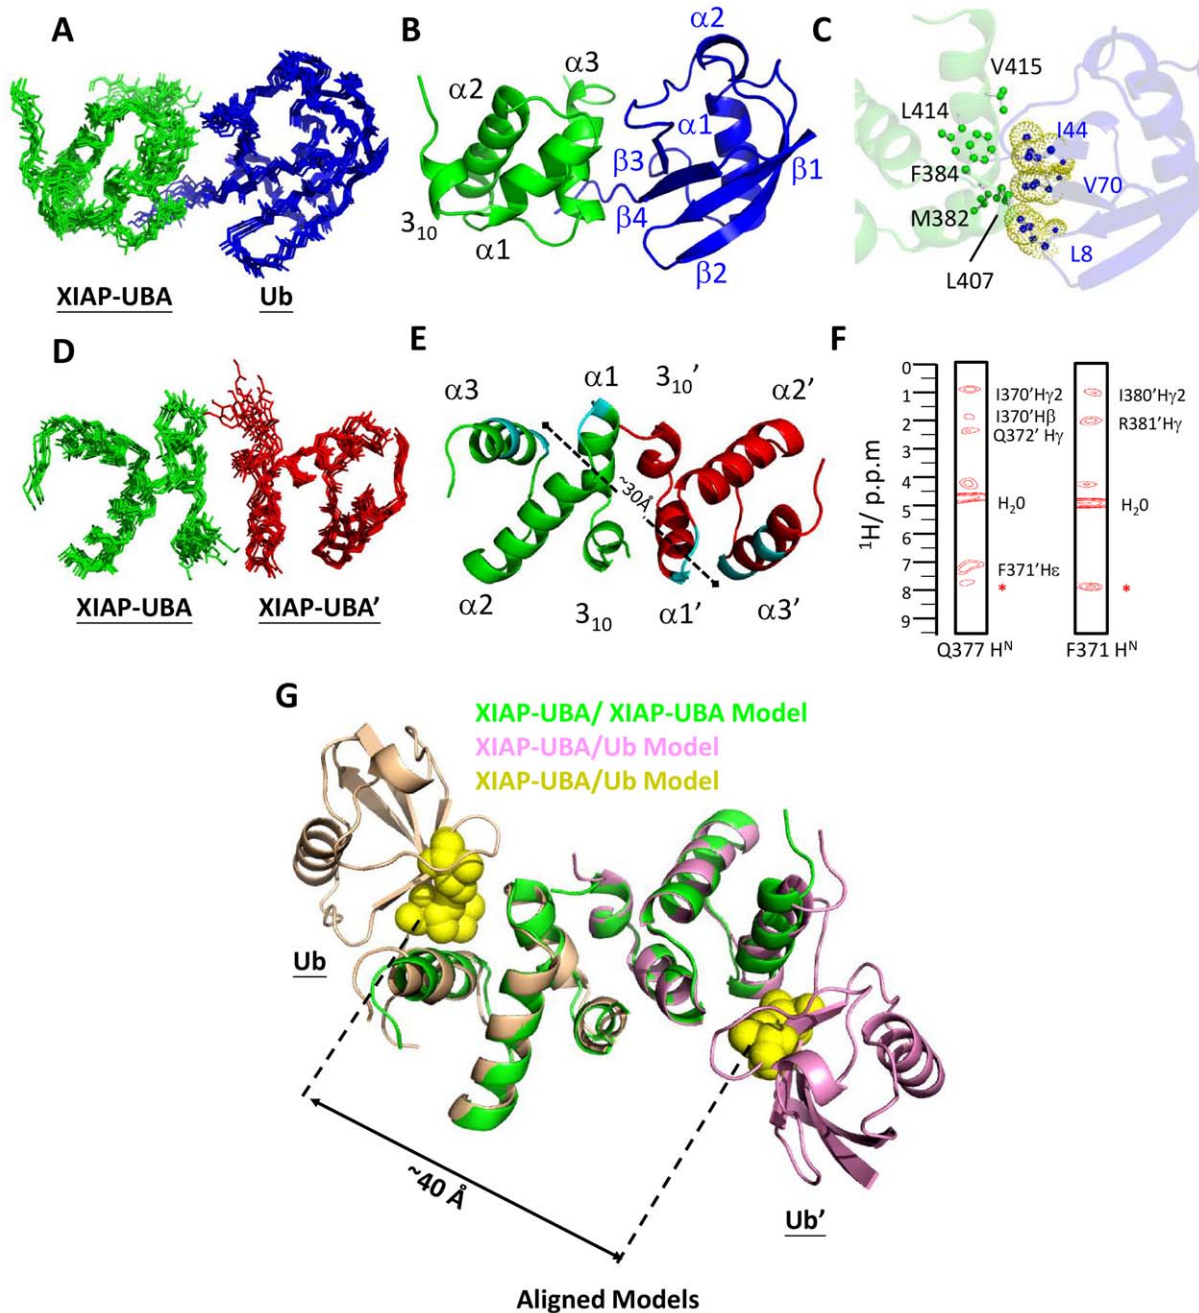 A
XIAP-UBA
Ub
B
α2
α3
α2
α1
β3
β1
β4
3₁₀
α1
β2
C
V415
L414
I44
F384
V70
M382
L8
L407
D
XIAP-UBA
XIAP-UBA’
E
α3
α1
3₁₀’
α2’
~30Å
α2
3₁₀
α1’
α3’
F
0
1
2
3
4
5
6
7
8
9
¹H/ p.p.m
I370’Hγ2
I370’Hβ
Q372’ Hγ
H₂0
F371’Hε
*
Q377 Hᴺ
I380’Hγ2
R381’Hγ
H₂0
*
F371 Hᴺ
G
XIAP-UBA/ XIAP-UBA Model
XIAP-UBA/Ub Model
XIAP-UBA/Ub Model
Ub
~40 Å
Ub’
Aligned Models